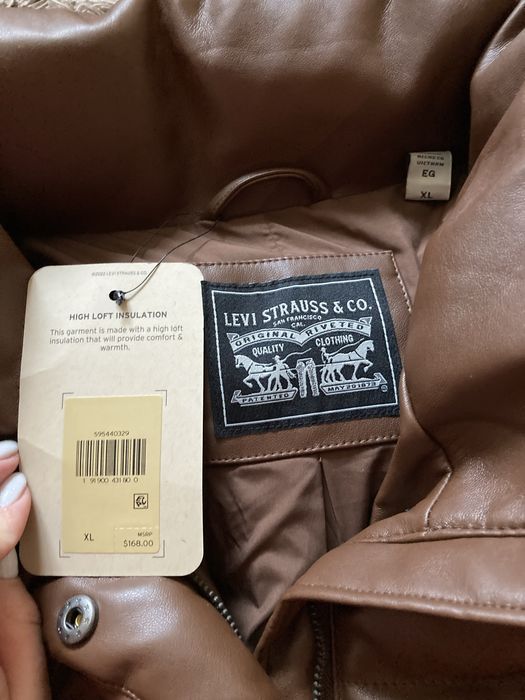 VIETNAM
EG
XL
©2022 LEVI STRAUSS & CO.
HIGH LOFT INSULATION
This garment is made with a high loft
insulation that will provide comfort &
warmth.
595440329
1 91900 43180 0
XL
MSRP
$168.00
LEVI STRAUSS & CO.
SAN FRANCISCO
CAL.
ORIGINAL RIVETED
QUALITY CLOTHING
PATENTED MAY 20 1873